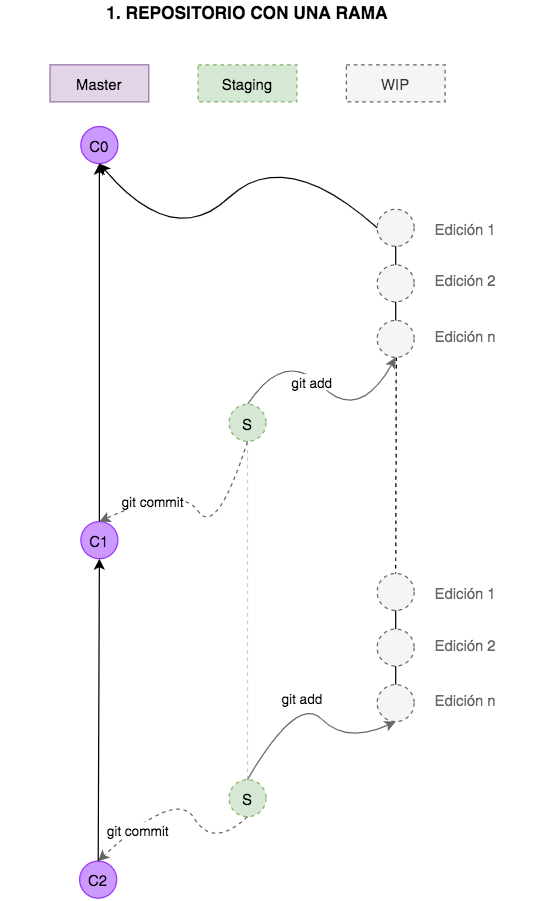 1. REPOSITORIO CON UNA RAMA
Master
Staging
WIP
C0
Edición 1
Edición 2
Edición n
git add
S
git commit
C1
Edición 1
Edición 2
Edición n
git add
S
git commit
C2